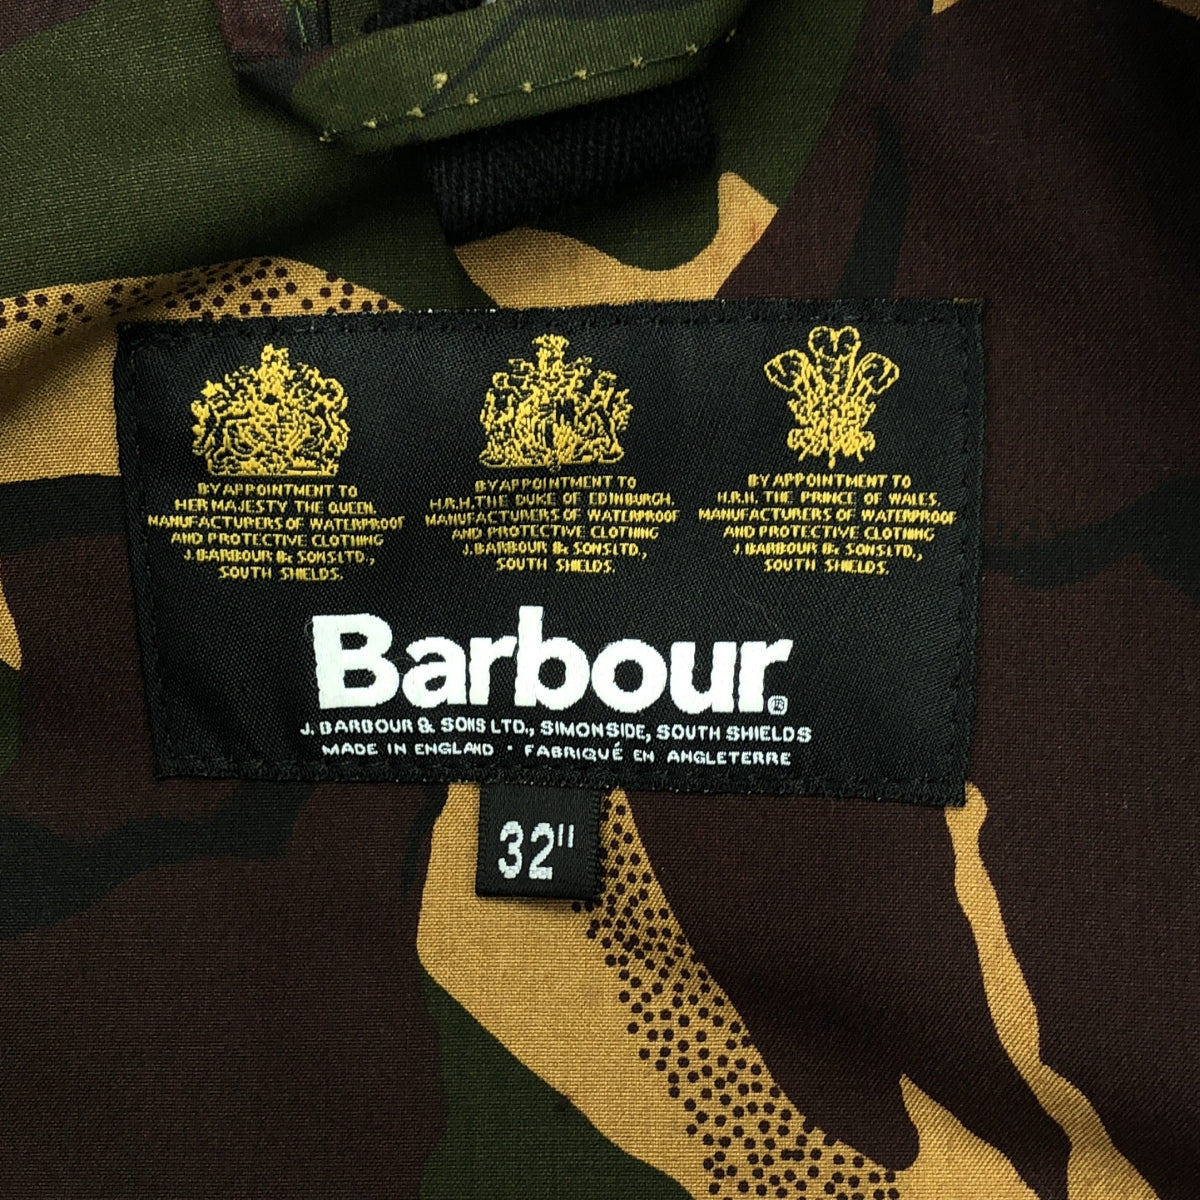 BY APPOINTMENT TO
HER MAJESTY THE QUEEN.
MANUFACTURERS OF WATERPROOF
AND PROTECTIVE CLOTHING
J. BARBOUR & SONS LTD.,
SOUTH SHIELDS.
BY APPOINTMENT TO
H.R.H. THE DUKE OF EDINBURGH.
MANUFACTURERS OF WATERPROOF
AND PROTECTIVE CLOTHING
J. BARBOUR & SONS LTD.,
SOUTH SHIELDS.
BY APPOINTMENT TO
H.R.H. THE PRINCE OF WALES.
MANUFACTURERS OF WATERPROOF
AND PROTECTIVE CLOTHING
J. BARBOUR & SONS LTD.,
SOUTH SHIELDS.
Barbour®
J. BARBOUR & SONS LTD., SIMONSIDE, SOUTH SHIELDS
MADE IN ENGLAND · FABRIQUÉ EN ANGLETERRE
32"